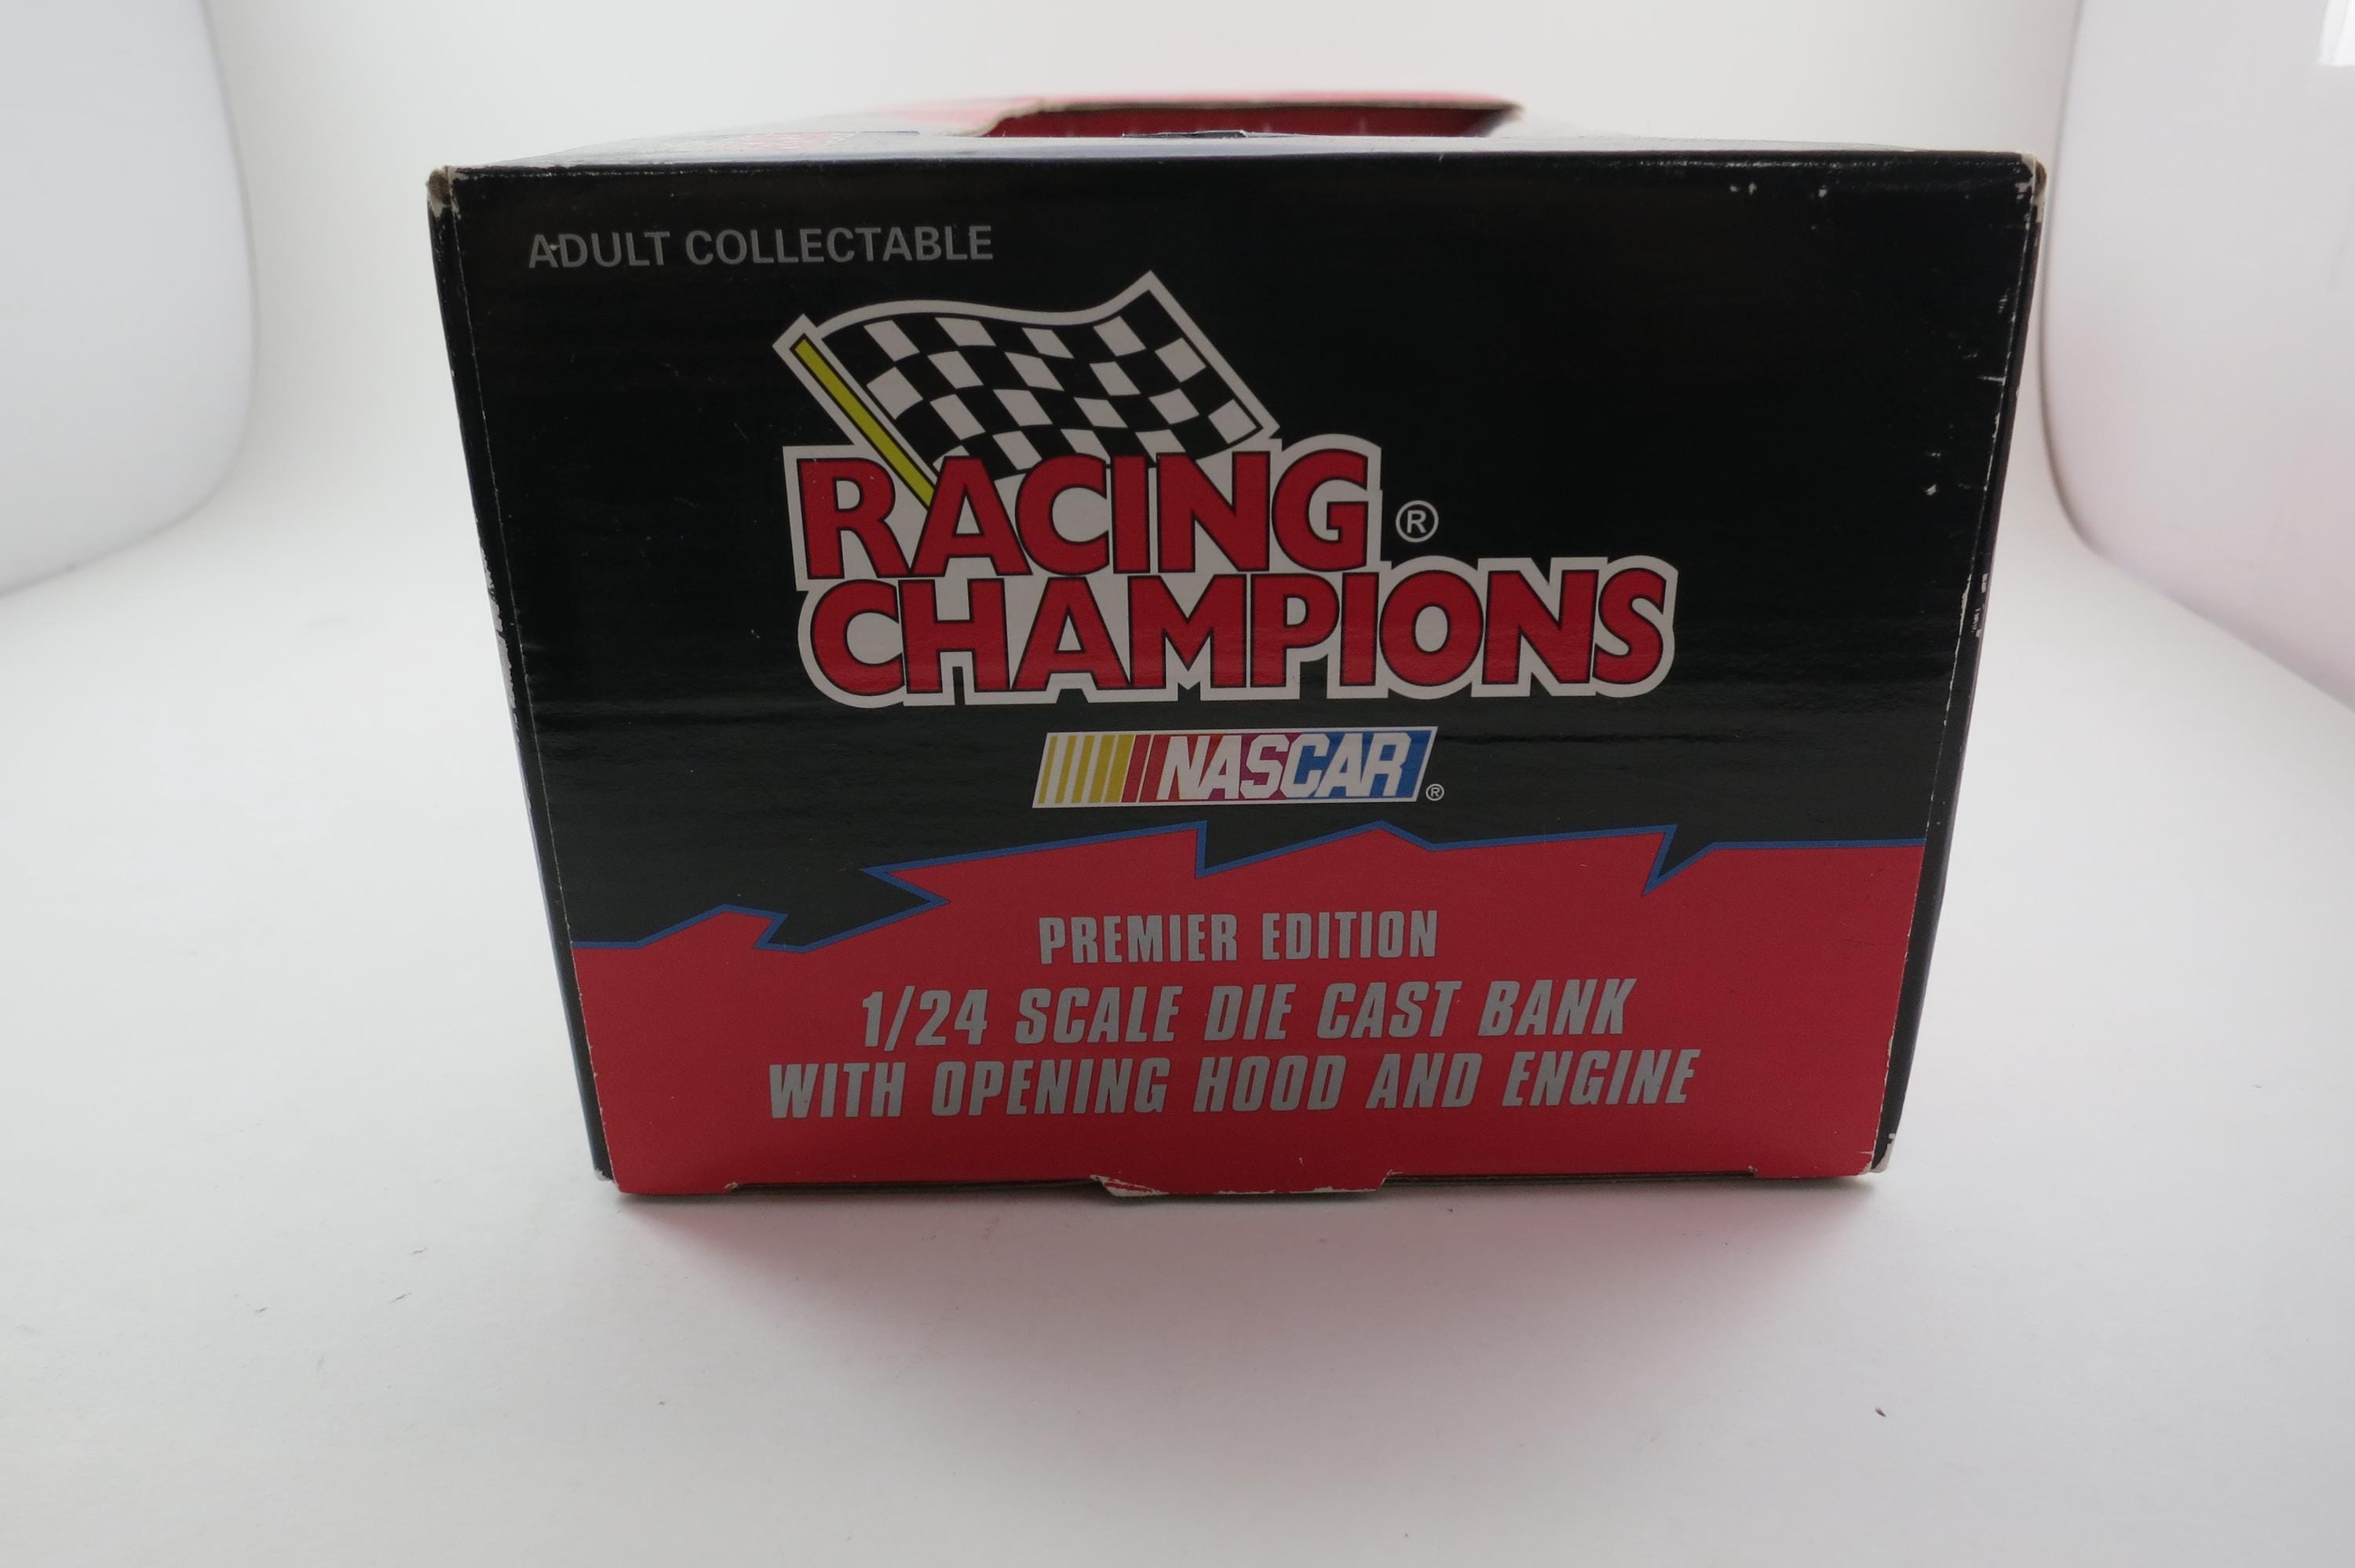 ADULT COLLECTABLE
RACING ®
CHAMPIONS
NASCAR ®
PREMIER EDITION
1/24 SCALE DIE CAST BANK
WITH OPENING HOOD AND ENGINE